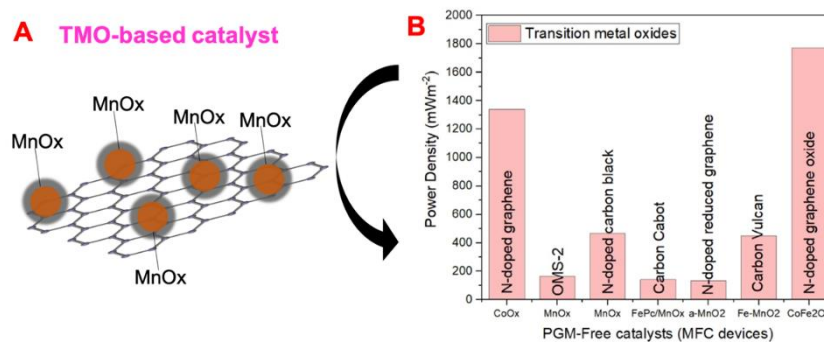 A TMO-based catalyst
MnOx
MnOx
MnOx
MnOx
MnOx
B
Transition metal oxides
Power Density (mWm-2)
2000
1800
1600
1400
1200
1000
800
600
400
200
0
N-doped graphene
OMS-2
N-doped carbon black
Carbon Cabot
N-doped reduced graphene
Carbon Vulcan
N-doped graphene oxide
CoOx MnOx MnOx FePc/MnOx a-MnO2 Fe-MnO2 CoFe2O
PGM-Free catalysts (MFC devices)